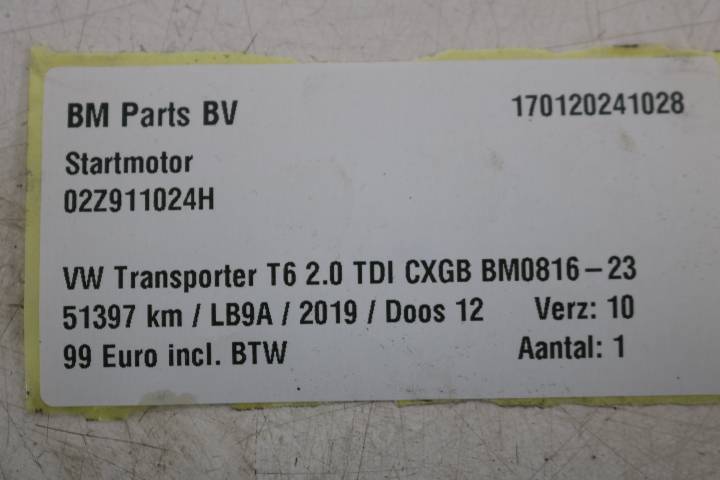 BM Parts BV 170120241028
Startmotor
02Z911024H
VW Transporter T6 2.0 TDI CXGB BM0816-23
51397 km / LB9A / 2019 / Doos 12 Verz: 10
99 Euro incl. BTW Aantal: 1